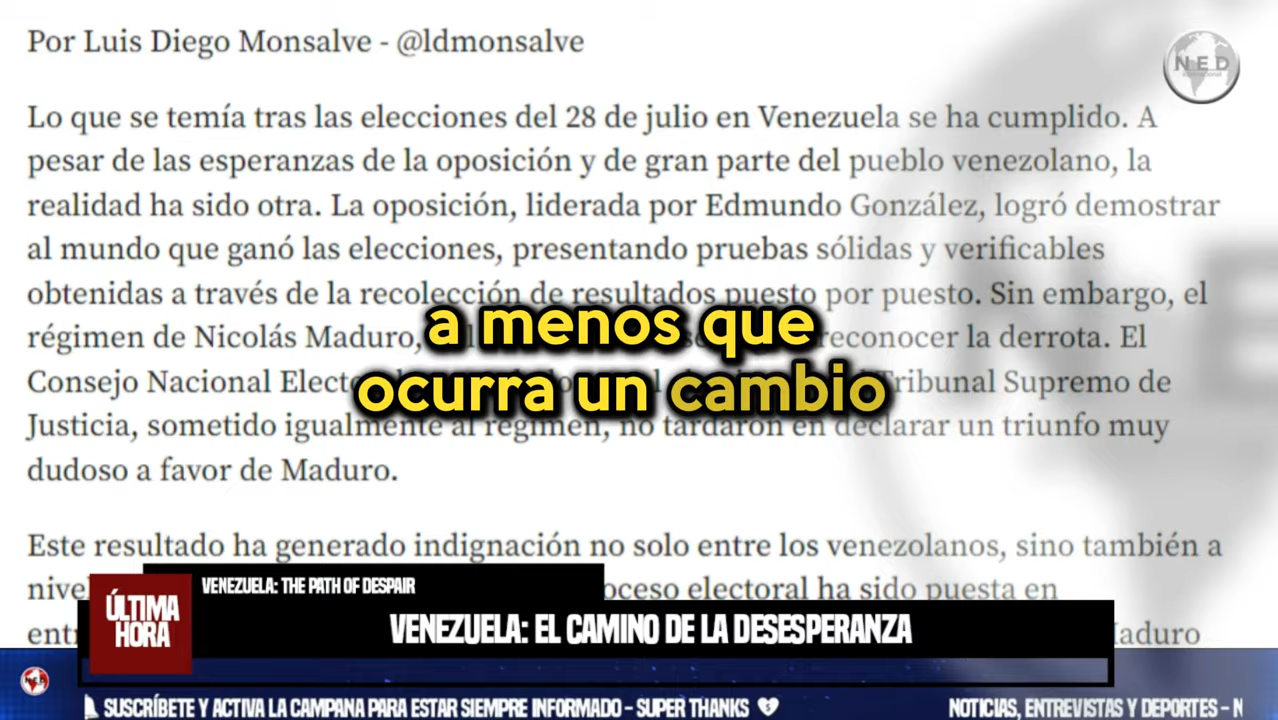 Por Luis Diego Monsalve - @ldmonsalve
NED
Lo que se temía tras las elecciones del 28 de julio en Venezuela se ha cumplido. A
pesar de las esperanzas de la oposición y de gran parte del pueblo venezolano, la
realidad ha sido otra. La oposición, liderada por Edmundo González, logró demostrar
al mundo que ganó las elecciones, presentando pruebas sólidas y verificables
obtenidas a través de la recolección de resultados puesto por puesto. Sin embargo, el
régimen de Nicolás Maduro, reconocer la derrota. El
Consejo Nacional Tribunal Supremo de
Justicia, sometido igualmente al régimen, no tardaron en declarar un triunfo muy
dudoso a favor de Maduro.
a menos que
ocurra un cambio
Este resultado ha generado indignación no solo entre los venezolanos, sino también a
electoral ha sido puesta en
VENEZUELA: THE PATH OF DESPAIR
ÚLTIMA
HORA
VENEZUELA: EL CAMINO DE LA DESESPERANZA
NED
SUSCRÍBETE Y ACTIVA LA CAMPANA PARA ESTAR SIEMPRE INFORMADO - SUPER THANKS
NOTICIAS, ENTREVISTAS Y DEPORTES - N